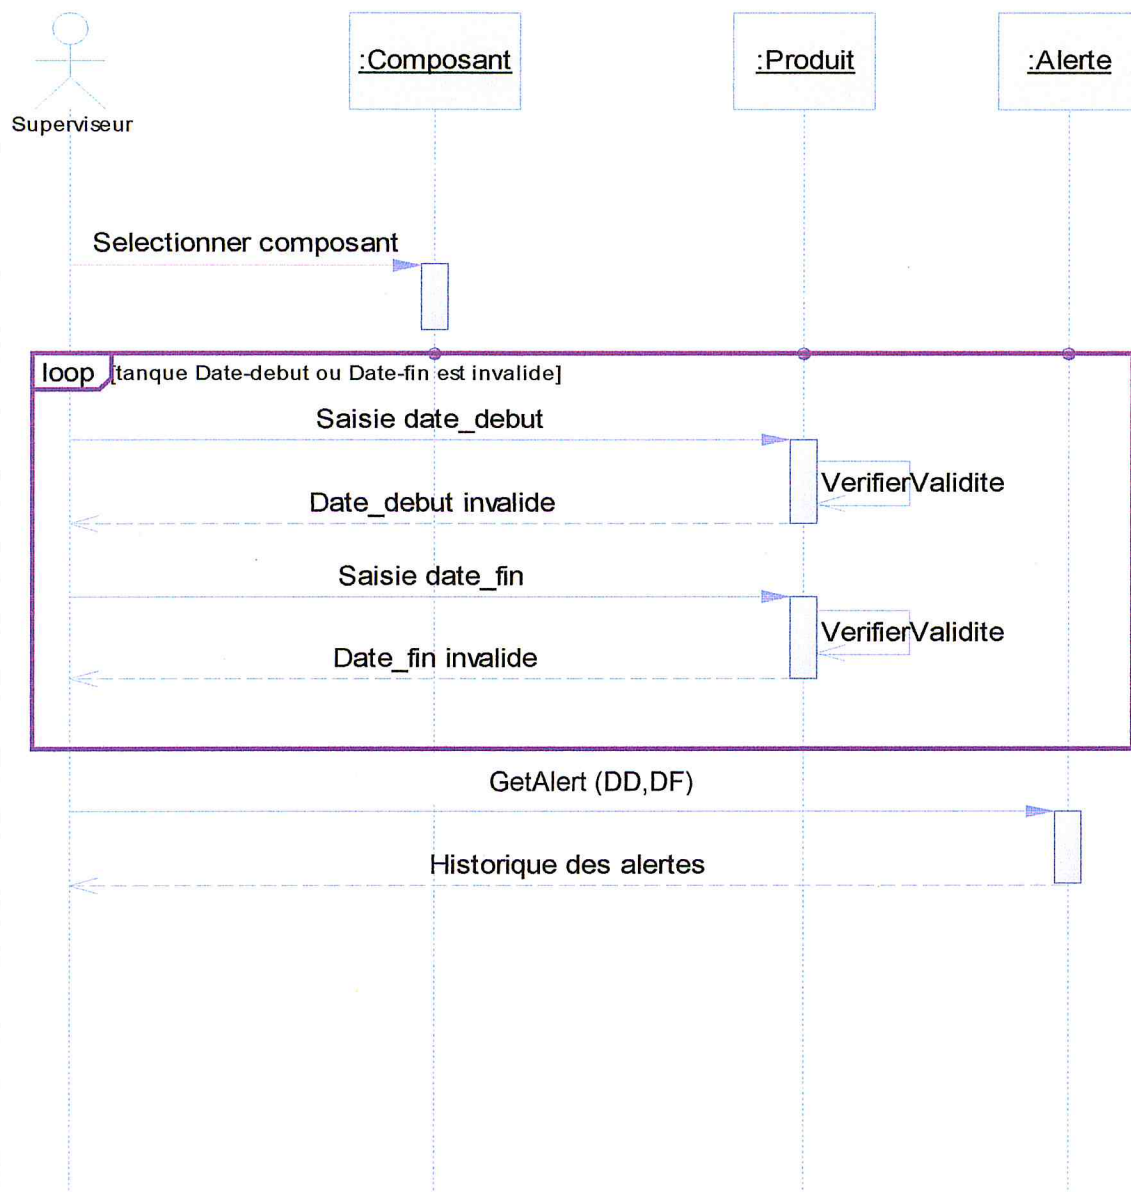 Superviseur
:Composant
:Produit
:Alerte
Selectionner composant
loop
[tanque Date-debut ou Date-fin est invalide]
Saisie date_debut
VerifierValidite
Date_debut invalide
Saisie date_fin
VerifierValidite
Date_fin invalide
GetAlert (DD,DF)
Historique des alertes